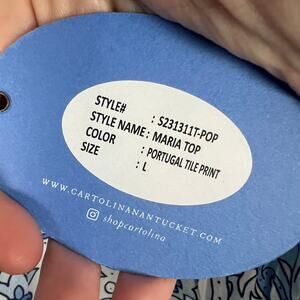 STYLE# : S231311T-POP
STYLE NAME : MARIA TOP
COLOR : PORTUGAL TILE PRINT
SIZE : L
WWW.CARTOLINANANTUCKET.COM
shopcartolina